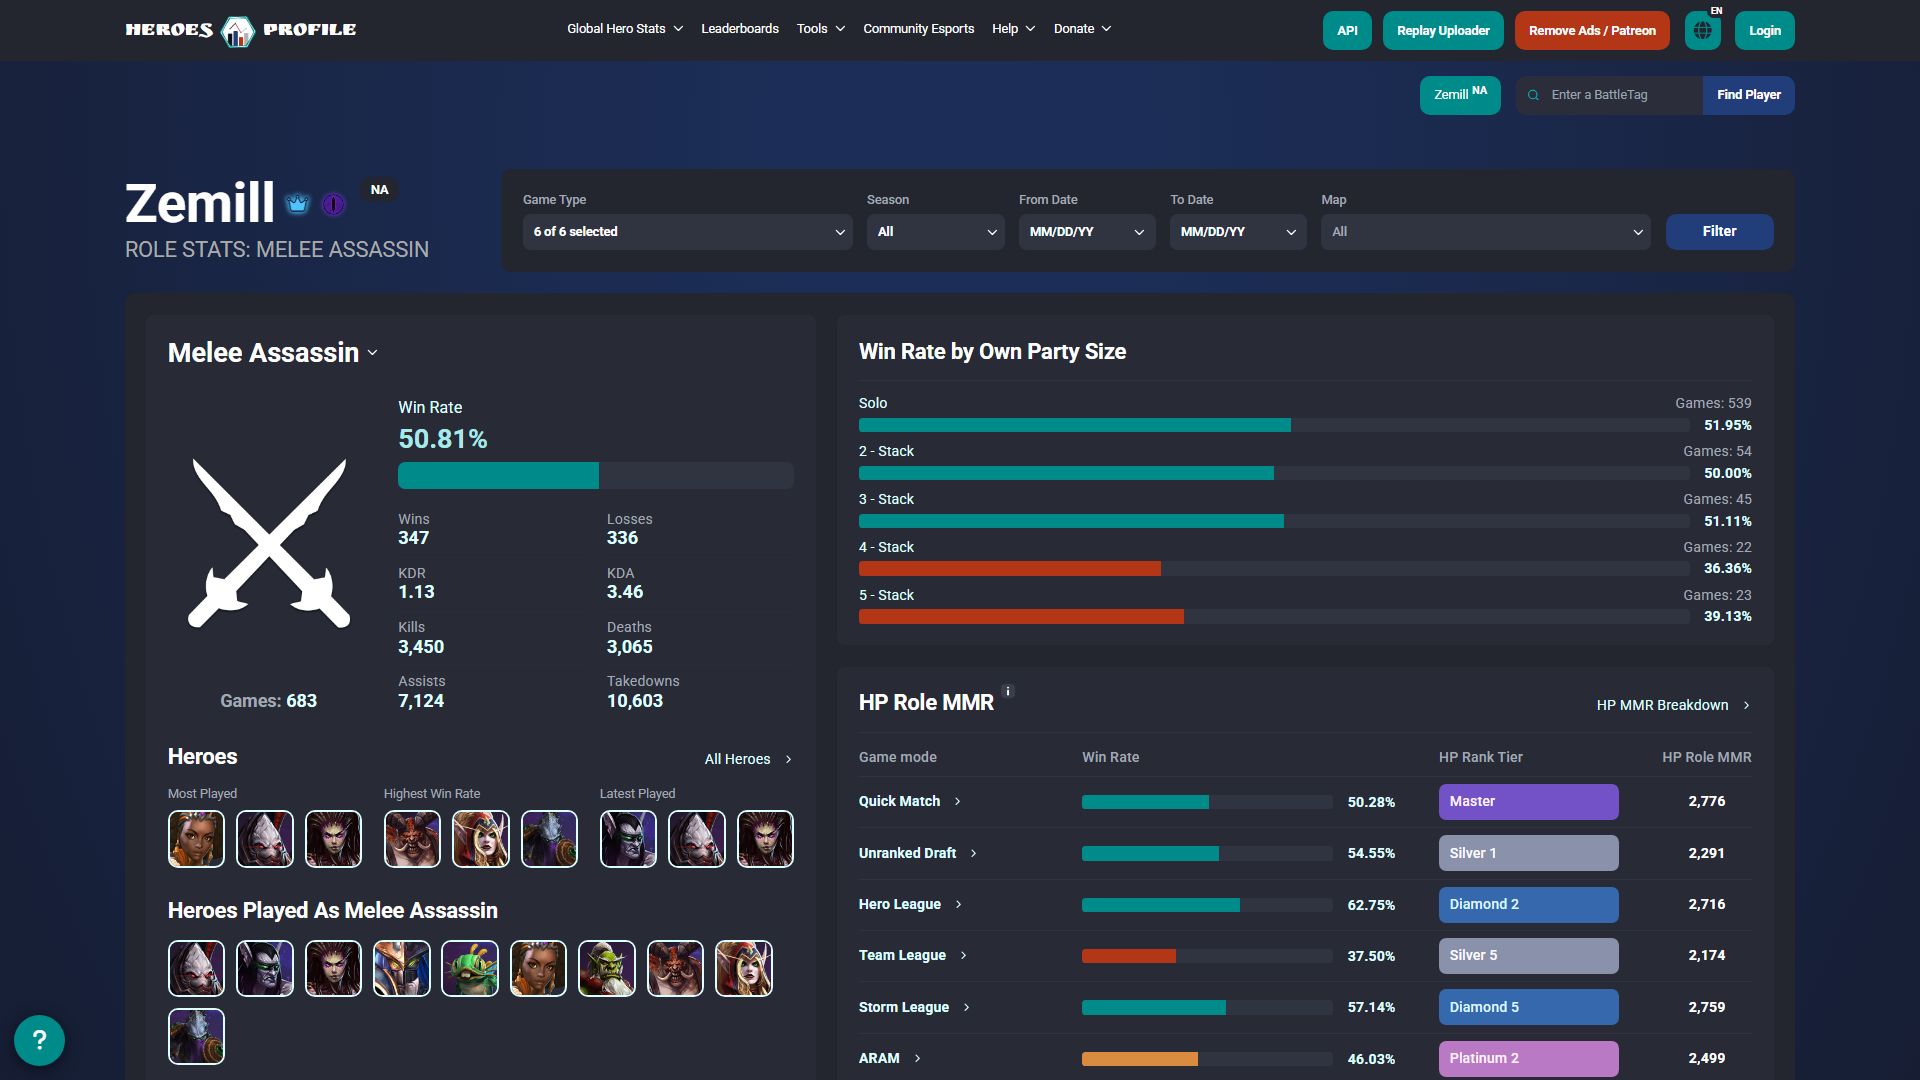 HEROES PROFILE
Global Hero Stats
Leaderboards
Tools
Community Esports
Help
Donate
API
Replay Uploader
Remove Ads / Patreon
EN
Login
Zemill NA
Enter a BattleTag
Find Player
Zemill
NA
ROLE STATS: MELEE ASSASSIN
Game Type
6 of 6 selected
Season
All
From Date
MM/DD/YY
To Date
MM/DD/YY
Map
All
Filter
Melee Assassin
Win Rate
50.81%
Wins
347
Losses
336
KDR
1.13
KDA
3.46
Kills
3,450
Deaths
3,065
Assists
7,124
Takedowns
10,603
Games: 683
Heroes
All Heroes
Most Played
Highest Win Rate
Latest Played
Heroes Played As Melee Assassin
?
Win Rate by Own Party Size
Solo
Games: 539
51.95%
2 - Stack
Games: 54
50.00%
3 - Stack
Games: 45
51.11%
4 - Stack
Games: 22
36.36%
5 - Stack
Games: 23
39.13%
HP Role MMR i
HP MMR Breakdown
Game mode
Win Rate
HP Rank Tier
HP Role MMR
Quick Match
50.28%
Master
2,776
Unranked Draft
54.55%
Silver 1
2,291
Hero League
62.75%
Diamond 2
2,716
Team League
37.50%
Silver 5
2,174
Storm League
57.14%
Diamond 5
2,759
ARAM
46.03%
Platinum 2
2,499